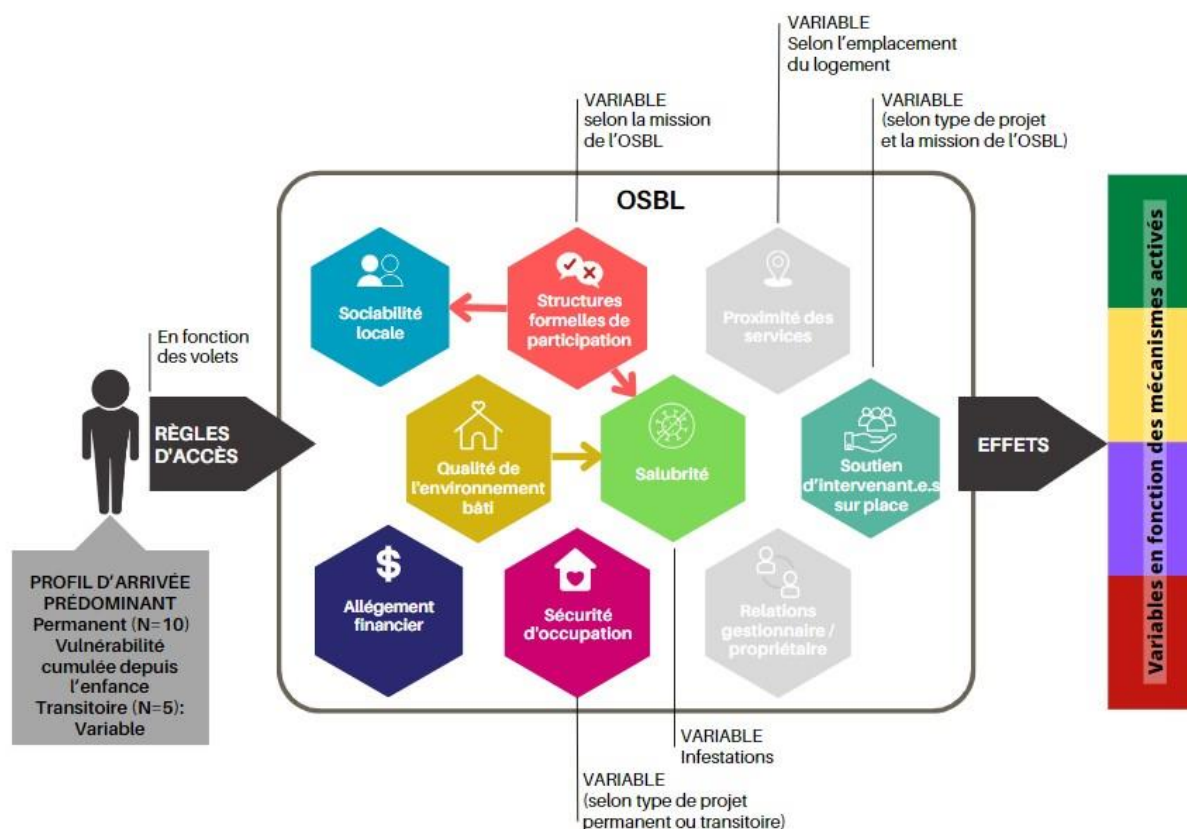 VARIABLE
Selon l'emplacement
du logement
VARIABLE
selon la mission
de l'OSBL
VARIABLE
(selon type de projet
et la mission de l'OSBL)
OSBL
Sociabilité
locale
Structures
formelles de
participation
Proximité des
services
En fonction
des volets
RÈGLES
D'ACCÈS
Qualité de
l'environnement
bâti
Salubrité
Soutien
d'intervenant.e.s
sur place
EFFETS
Variables en fonction des mécanismes activés
PROFIL D'ARRIVÉE
PRÉDOMINANT
Permanent (N=10)
Vulnérabilité
cumulée depuis
l'enfance
Transitoire (N=5):
Variable
$
Allégement
financier
Sécurité
d'occupation
Relations
gestionnaire /
propriétaire
VARIABLE
Infestations
VARIABLE
(selon type de projet
permanent ou transitoire)